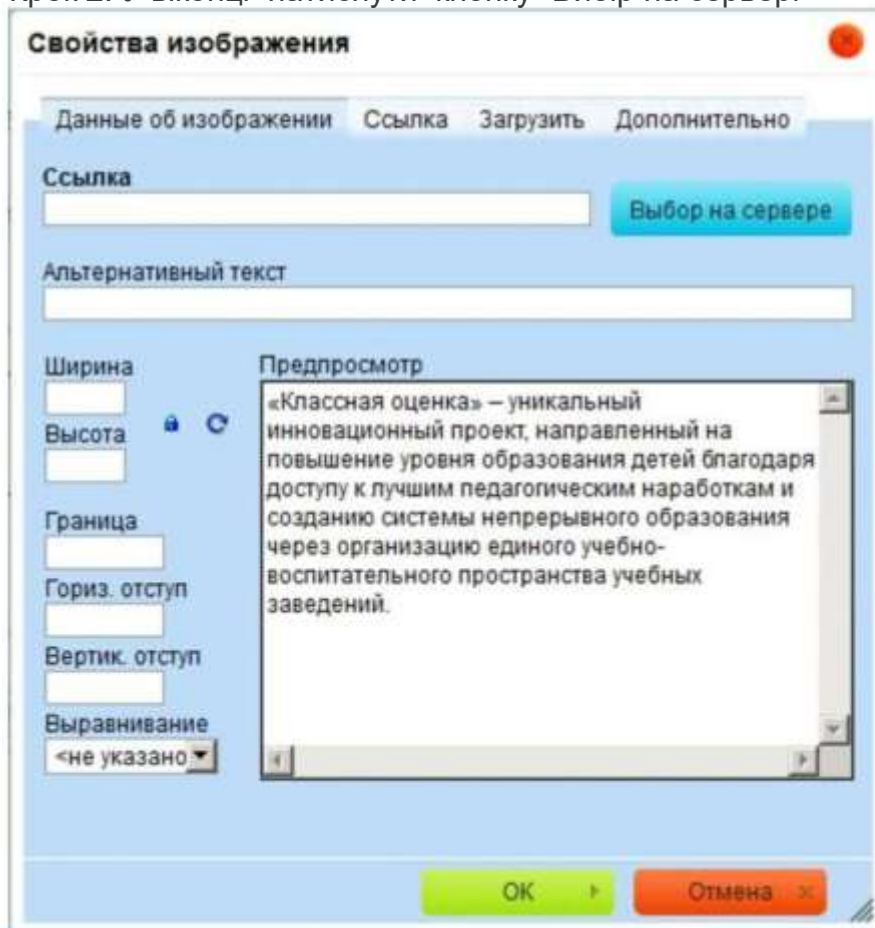 Свойства изображения
Данные об изображении Ссылка Загрузить Дополнительно
Ссылка
Выбор на сервере
Альтернативный текст
Ширина
Высота
Граница
Гориз. отступ
Вертик. отступ
Выравнивание
<не указано
Предпросмотр
«Классная оценка» – уникальный
инновационный проект, направленный на
повышение уровня образования детей благодаря
доступу к лучшим педагогическим наработкам и
созданию системы непрерывного образования
через организацию единого учебно-
воспитательного пространства учебных
заведений.
ОК
Отмена